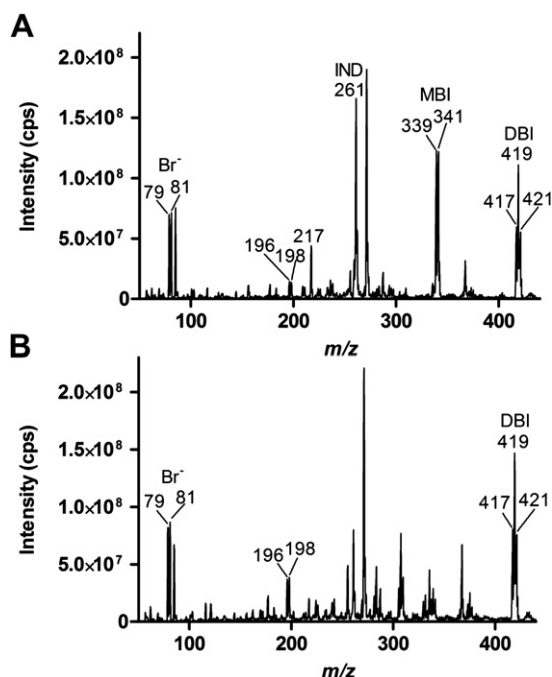 A
Intensity (cps)
2.0×10⁸
1.5×10⁸
1.0×10⁸
5.0×10⁷
0
Br⁻
79 81
196 198 217
IND
261
MBI
339 341
DBI
419
417 421
100 200 300 400
m/z
B
Intensity (cps)
2.0×10⁸
1.5×10⁸
1.0×10⁸
5.0×10⁷
0.0
Br⁻
79 81
196 198
DBI
419
417 421
100 200 300 400
m/z